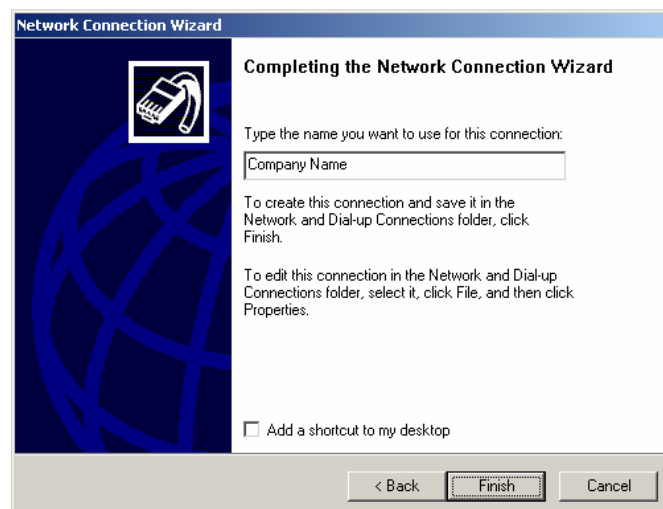 Network Connection Wizard
Completing the Network Connection Wizard
Type the name you want to use for this connection:
Company Name
To create this connection and save it in the
Network and Dial-up Connections folder, click
Finish.
To edit this connection in the Network and Dial-up
Connections folder, select it, click File, and then click
Properties.
Add a shortcut to my desktop
< Back
Finish
Cancel